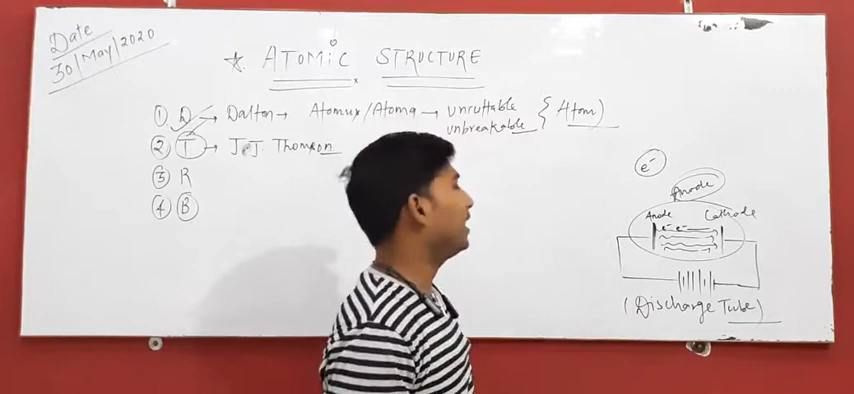 Date
30/May/2020
☆ ATOMIC STRUCTURE
① D → Dalton → Atomux/Atoma → uncuttable
unbreakable { Atom )
② T → J.J. Thomson
③ R
④ B
e⁻
Anode
Anode Cathode
e⁻ e⁻
(Discharge Tube)